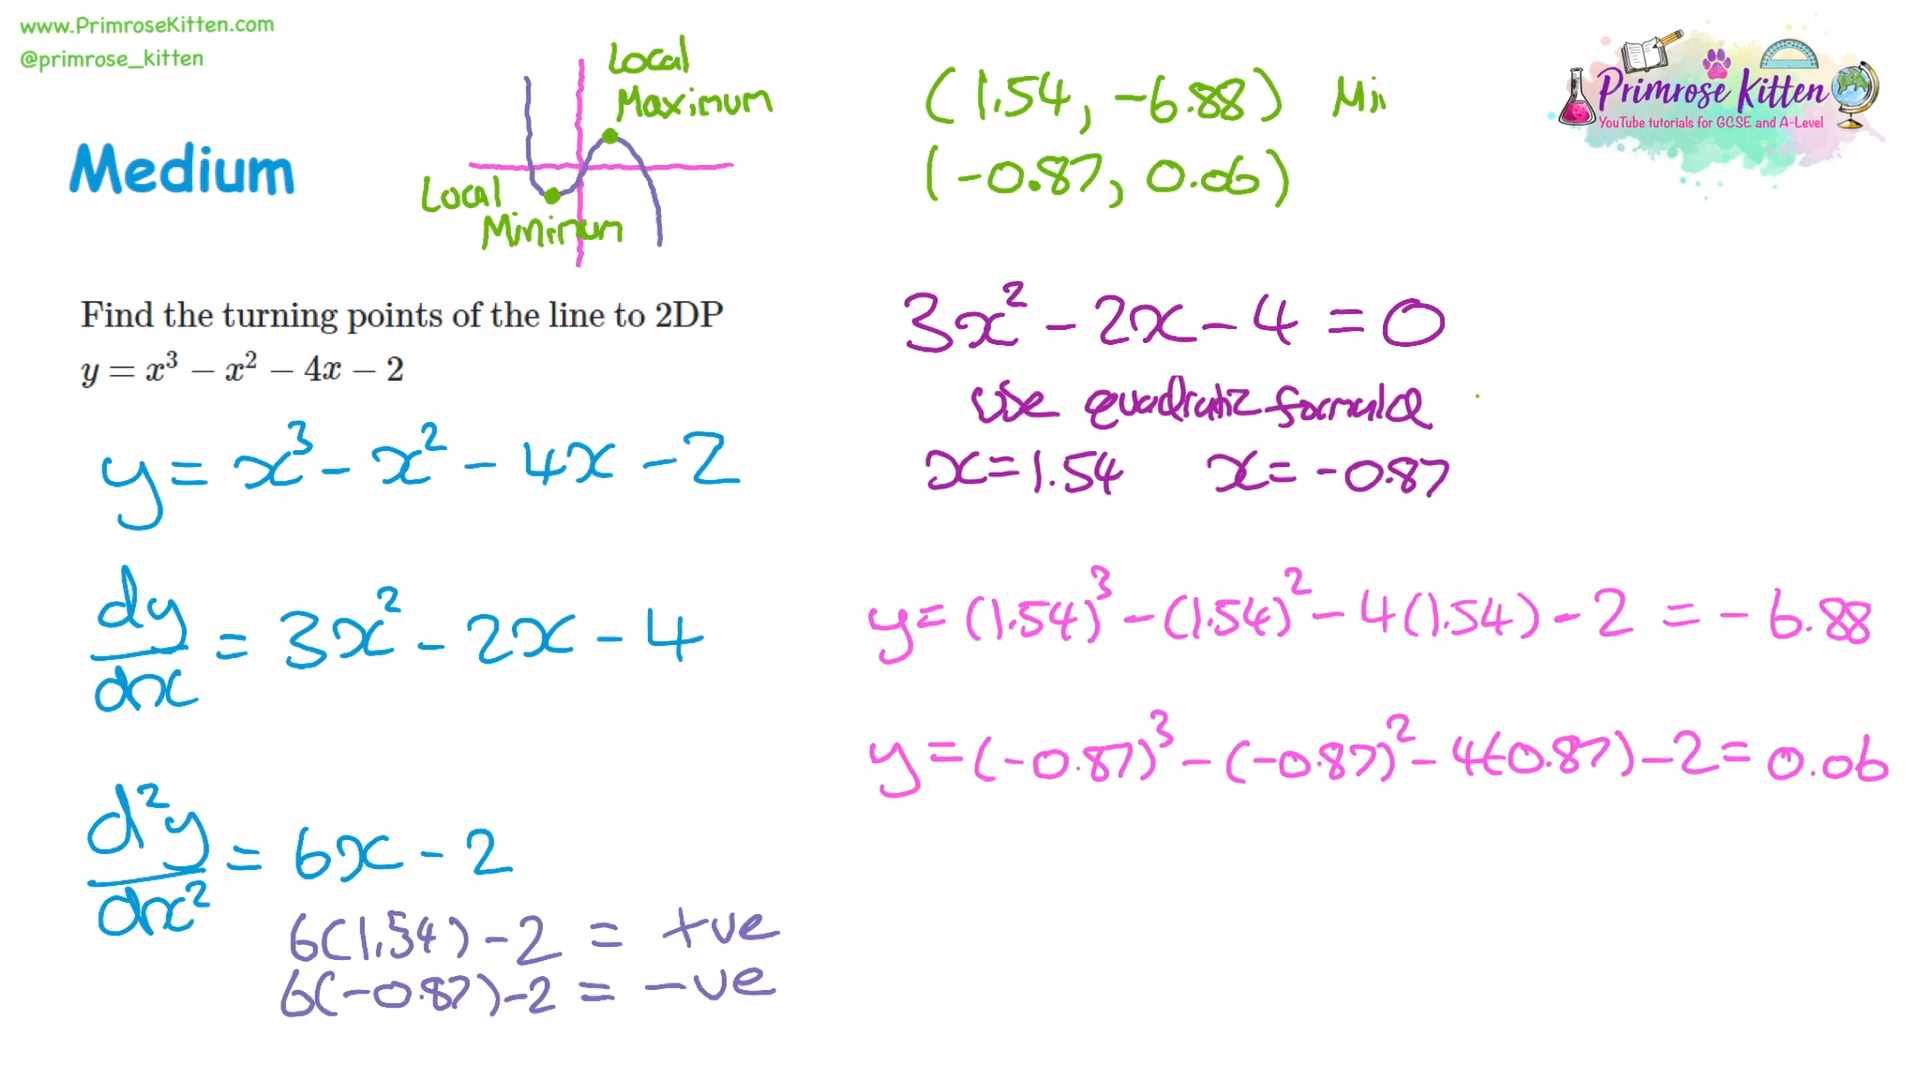 www.PrimroseKitten.com
@primrose_kitten
Medium
Local
Maximum
Local
Minimum
(1.54, -6.88) Mi
(-0.87, 0.06)
Primrose Kitten
YouTube tutorials for GCSE and A-Level
Find the turning points of the line to 2DP
y = x³ − x² − 4x − 2
y = x³ - x² - 4x - 2
dy/dx = 3x² - 2x - 4
d²y/dx² = 6x - 2
6(1.54) - 2 = +ve
6(-0.87) - 2 = -ve
3x² - 2x - 4 = 0
use quadratic formula
x = 1.54 x = -0.87
y = (1.54)³ - (1.54)² - 4(1.54) - 2 = -6.88
y = (-0.87)³ - (-0.87)² - 4(-0.87) - 2 = 0.06